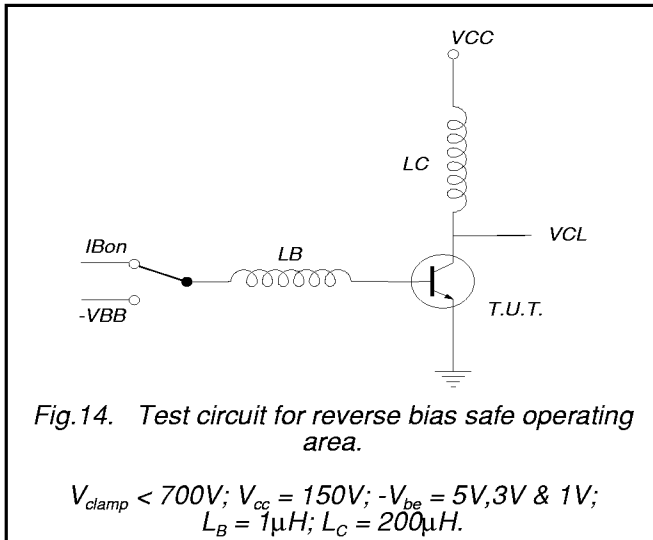 VCC
LC
IBon
LB
VCL
-VBB
T.U.T.
Fig.14. Test circuit for reverse bias safe operating
area.
Vclamp < 700V; Vcc = 150V; -Vbe = 5V,3V & 1V;
LB = 1µH; LC = 200µH.